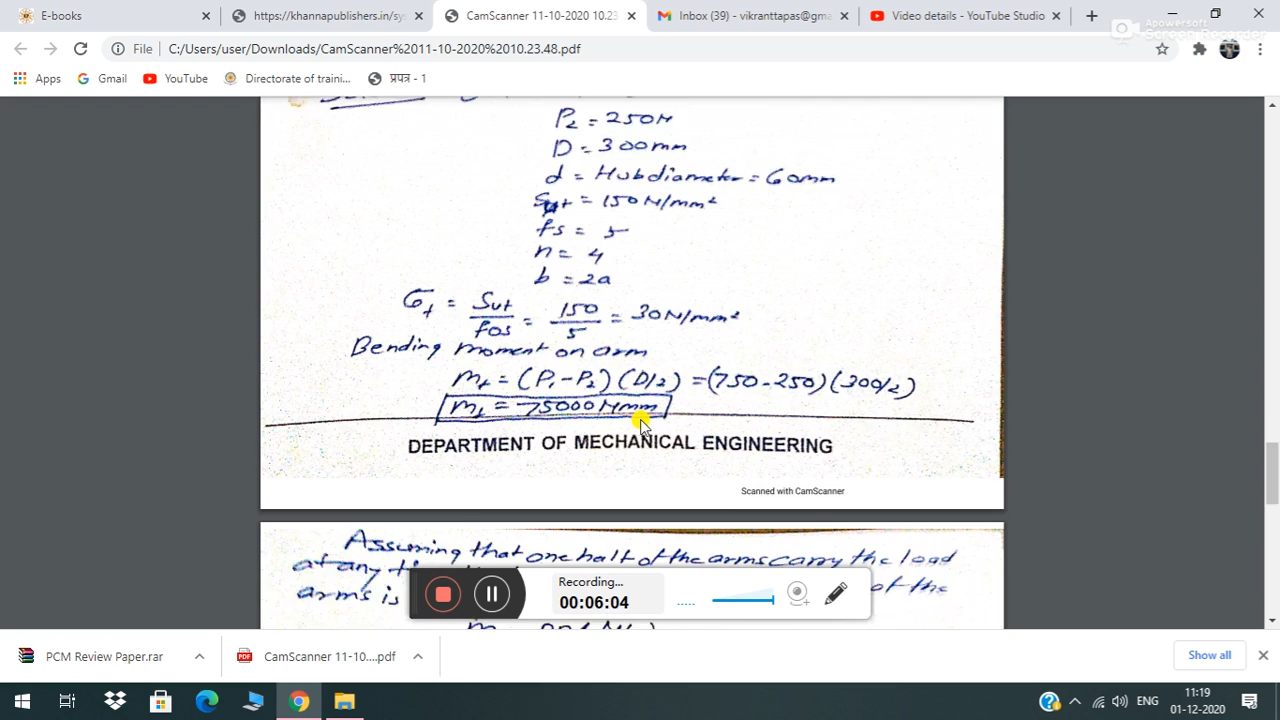 E-books
https://khannapublishers.in/sy
CamScanner 11-10-2020 10.23
Inbox (39) - vikranttapas@gma
Video details - YouTube Studio
Apowersoft
Screen Recorder
File
C:/Users/user/Downloads/CamScanner%2011-10-2020%2010.23.48.pdf
Apps
Gmail
YouTube
Directorate of traini...
प्रपत्र - 1
P₂ = 250N
D = 300mm
d = Hub diameter = 60mm
Sut = 150 N/mm²
fs = 5
n = 4
b = 2a
σt = Sut/fos = 150/5 = 30 N/mm²
Bending moment on arm
Mt = (P₁ - P₂) (D/2) = (750 - 250) (300/2)
Mt = 75000 Nmm
DEPARTMENT OF MECHANICAL ENGINEERING
Scanned with CamScanner
Assuming that one half of the arms carry the load
at any
of the
arms is
Recording...
00:06:04
PCM Review Paper.rar
CamScanner 11-10....pdf
Show all
ENG
11:19
01-12-2020